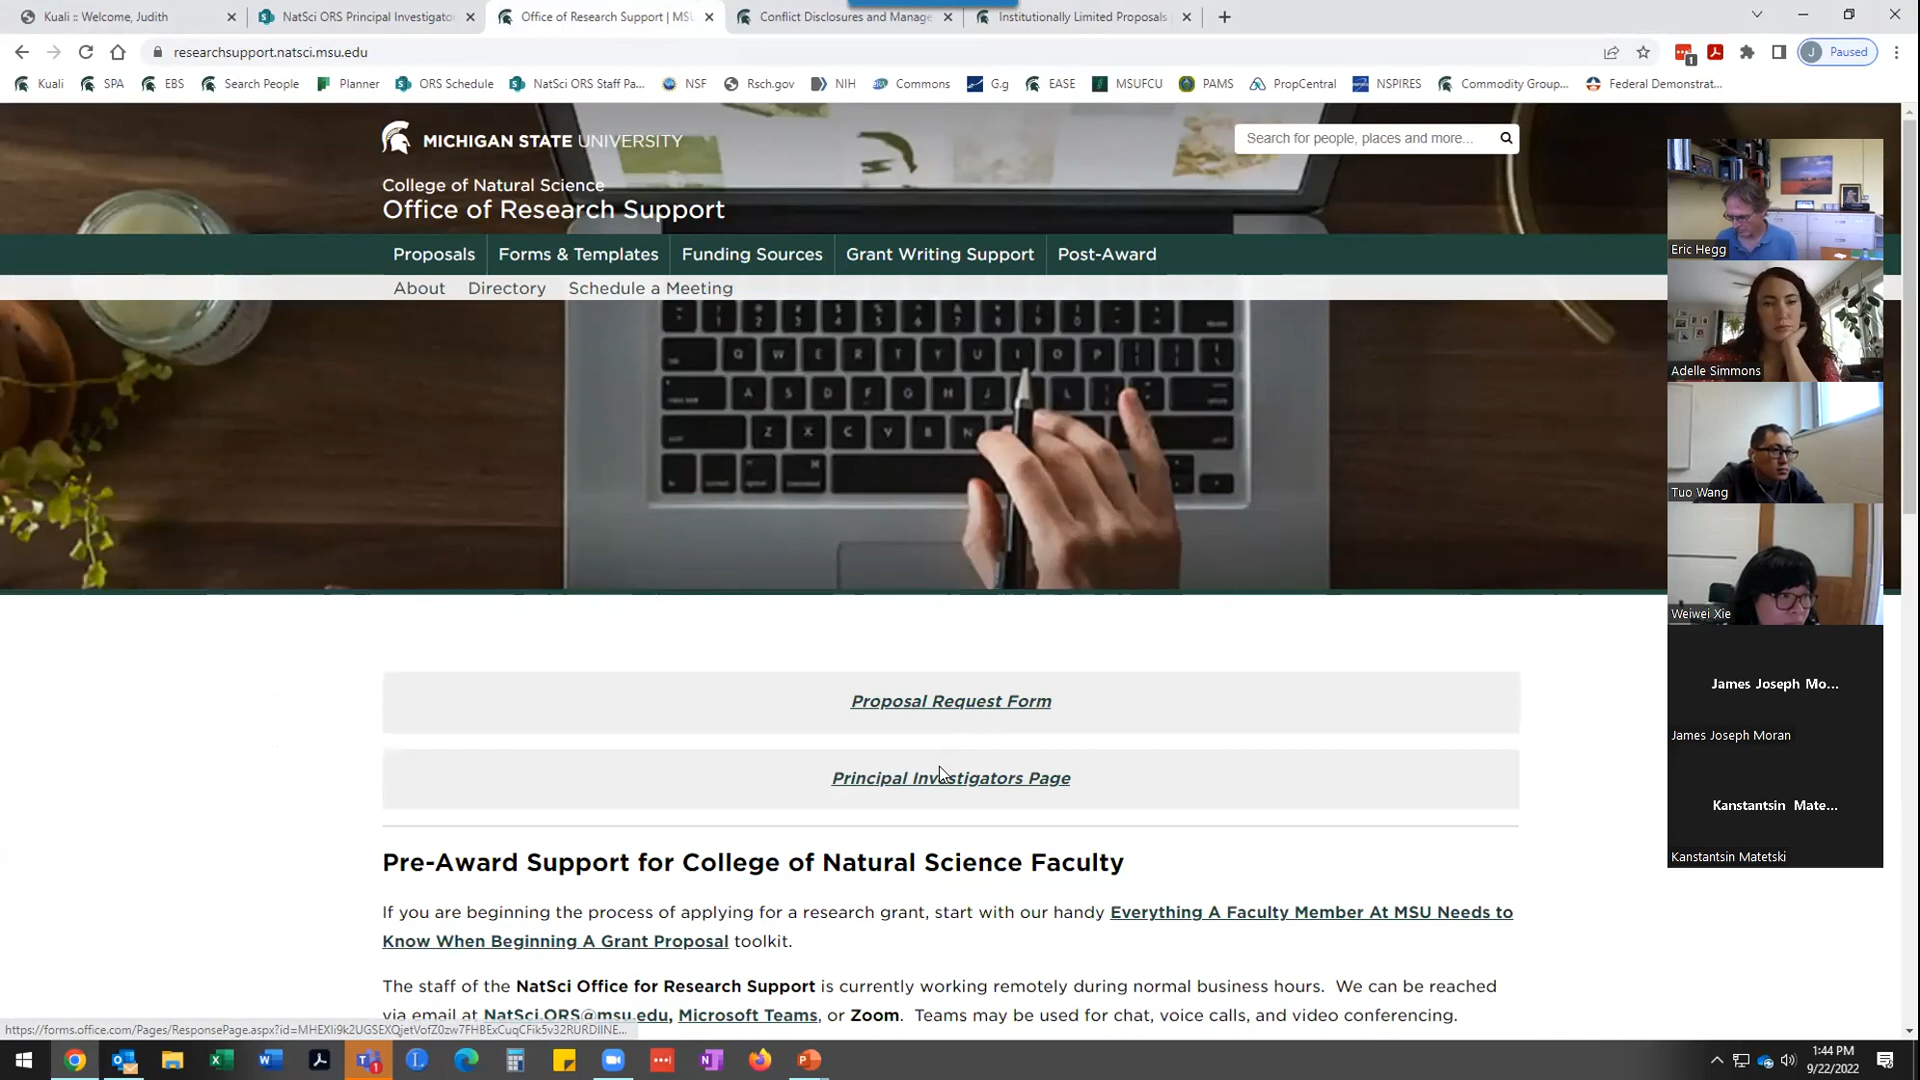 Kuali :: Welcome, Judith
NatSci ORS Principal Investigato
Office of Research Support | MSU
Conflict Disclosures and Manage
Institutionally Limited Proposals
researchsupport.natsci.msu.edu
J Paused
Kuali SPA EBS Search People Planner ORS Schedule NatSci ORS Staff Pa... NSF Rsch.gov NIH Commons G.g EASE MSUFCU PAMS PropCentral NSPIRES Commodity Group... Federal Demonstrat...
MICHIGAN STATE UNIVERSITY
Search for people, places and more...
College of Natural Science
Office of Research Support
Proposals Forms & Templates Funding Sources Grant Writing Support Post-Award
About Directory Schedule a Meeting
Eric Hegg
Adelle Simmons
Tuo Wang
Weiwei Xie
James Joseph Mo...
James Joseph Moran
Kanstantsin Mate...
Kanstantsin Matetski
Q W E R T Y U I O P
A S D F G H J L
Z X C V B N
Proposal Request Form
Principal Investigators Page
Pre-Award Support for College of Natural Science Faculty
If you are beginning the process of applying for a research grant, start with our handy Everything A Faculty Member At MSU Needs to
Know When Beginning A Grant Proposal toolkit.
The staff of the NatSci Office for Research Support is currently working remotely during normal business hours. We can be reached
via email at NatSci.ORS@msu.edu, Microsoft Teams, or Zoom. Teams may be used for chat, voice calls, and video conferencing.
1:44 PM
9/22/2022